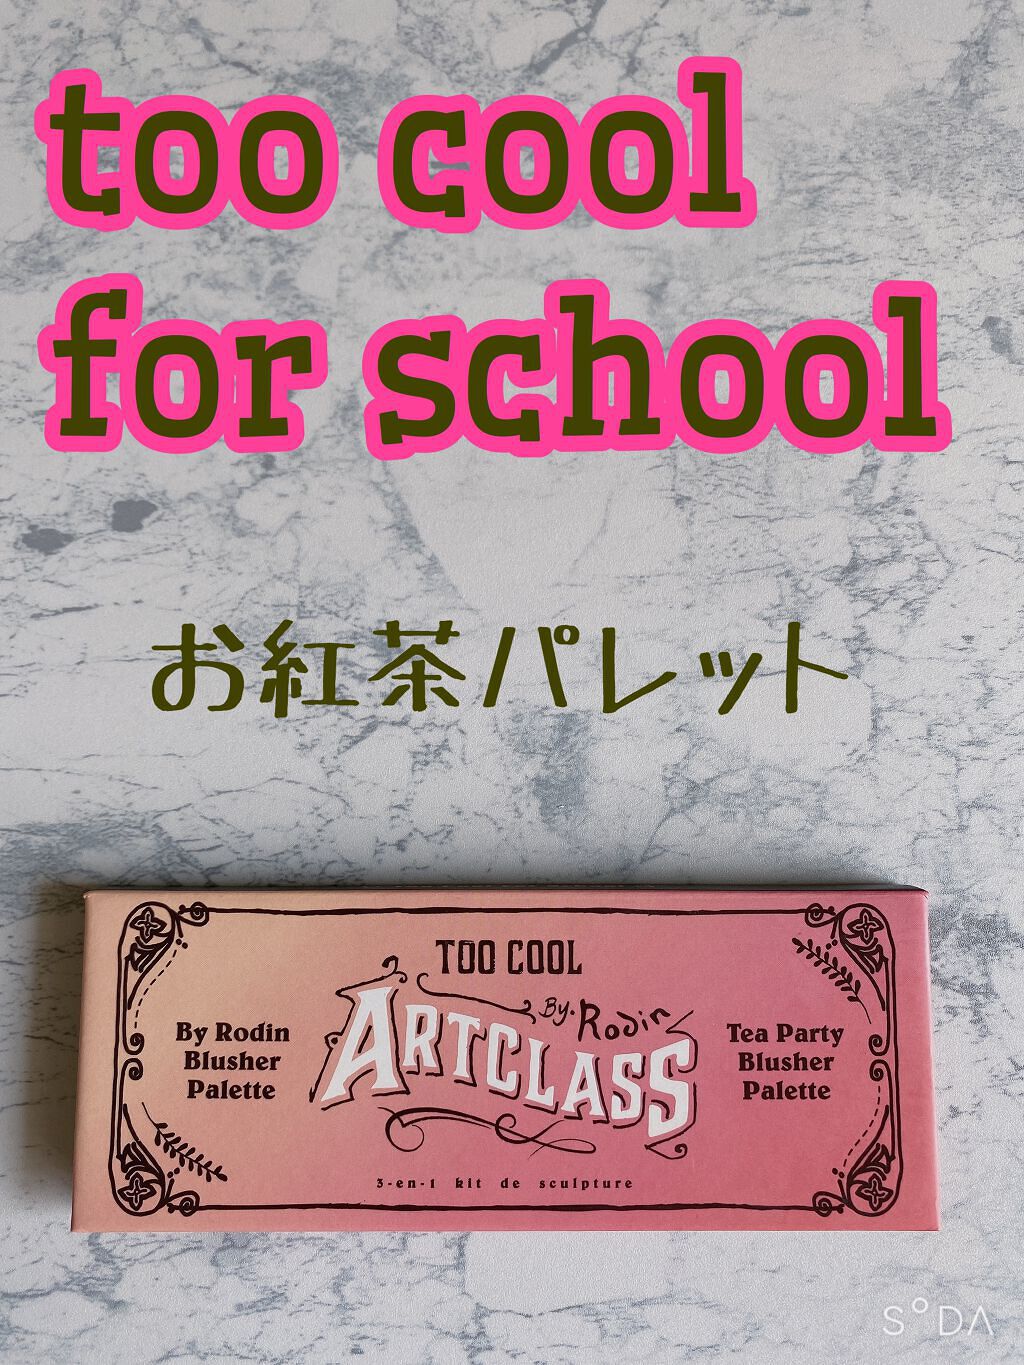 too cool
for school
お紅茶パレット
TOO COOL
By Rodin
ARTCLASS
By Rodin
Blusher
Palette
Tea Party
Blusher
Palette
3-en-1 kit de sculpture
SODA